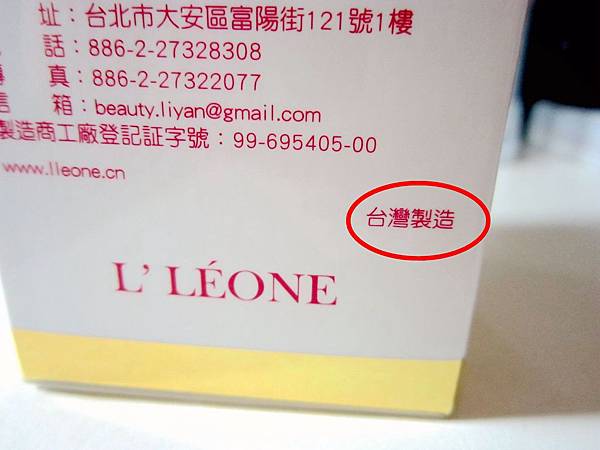 址：台北市大安區富陽街121號1樓
話：886-2-27328308
真：886-2-27322077
箱：beauty.liyan@gmail.com
製造商工廠登記証字號：99-695405-00
www.lleone.cn
台灣製造
L' LÉONE